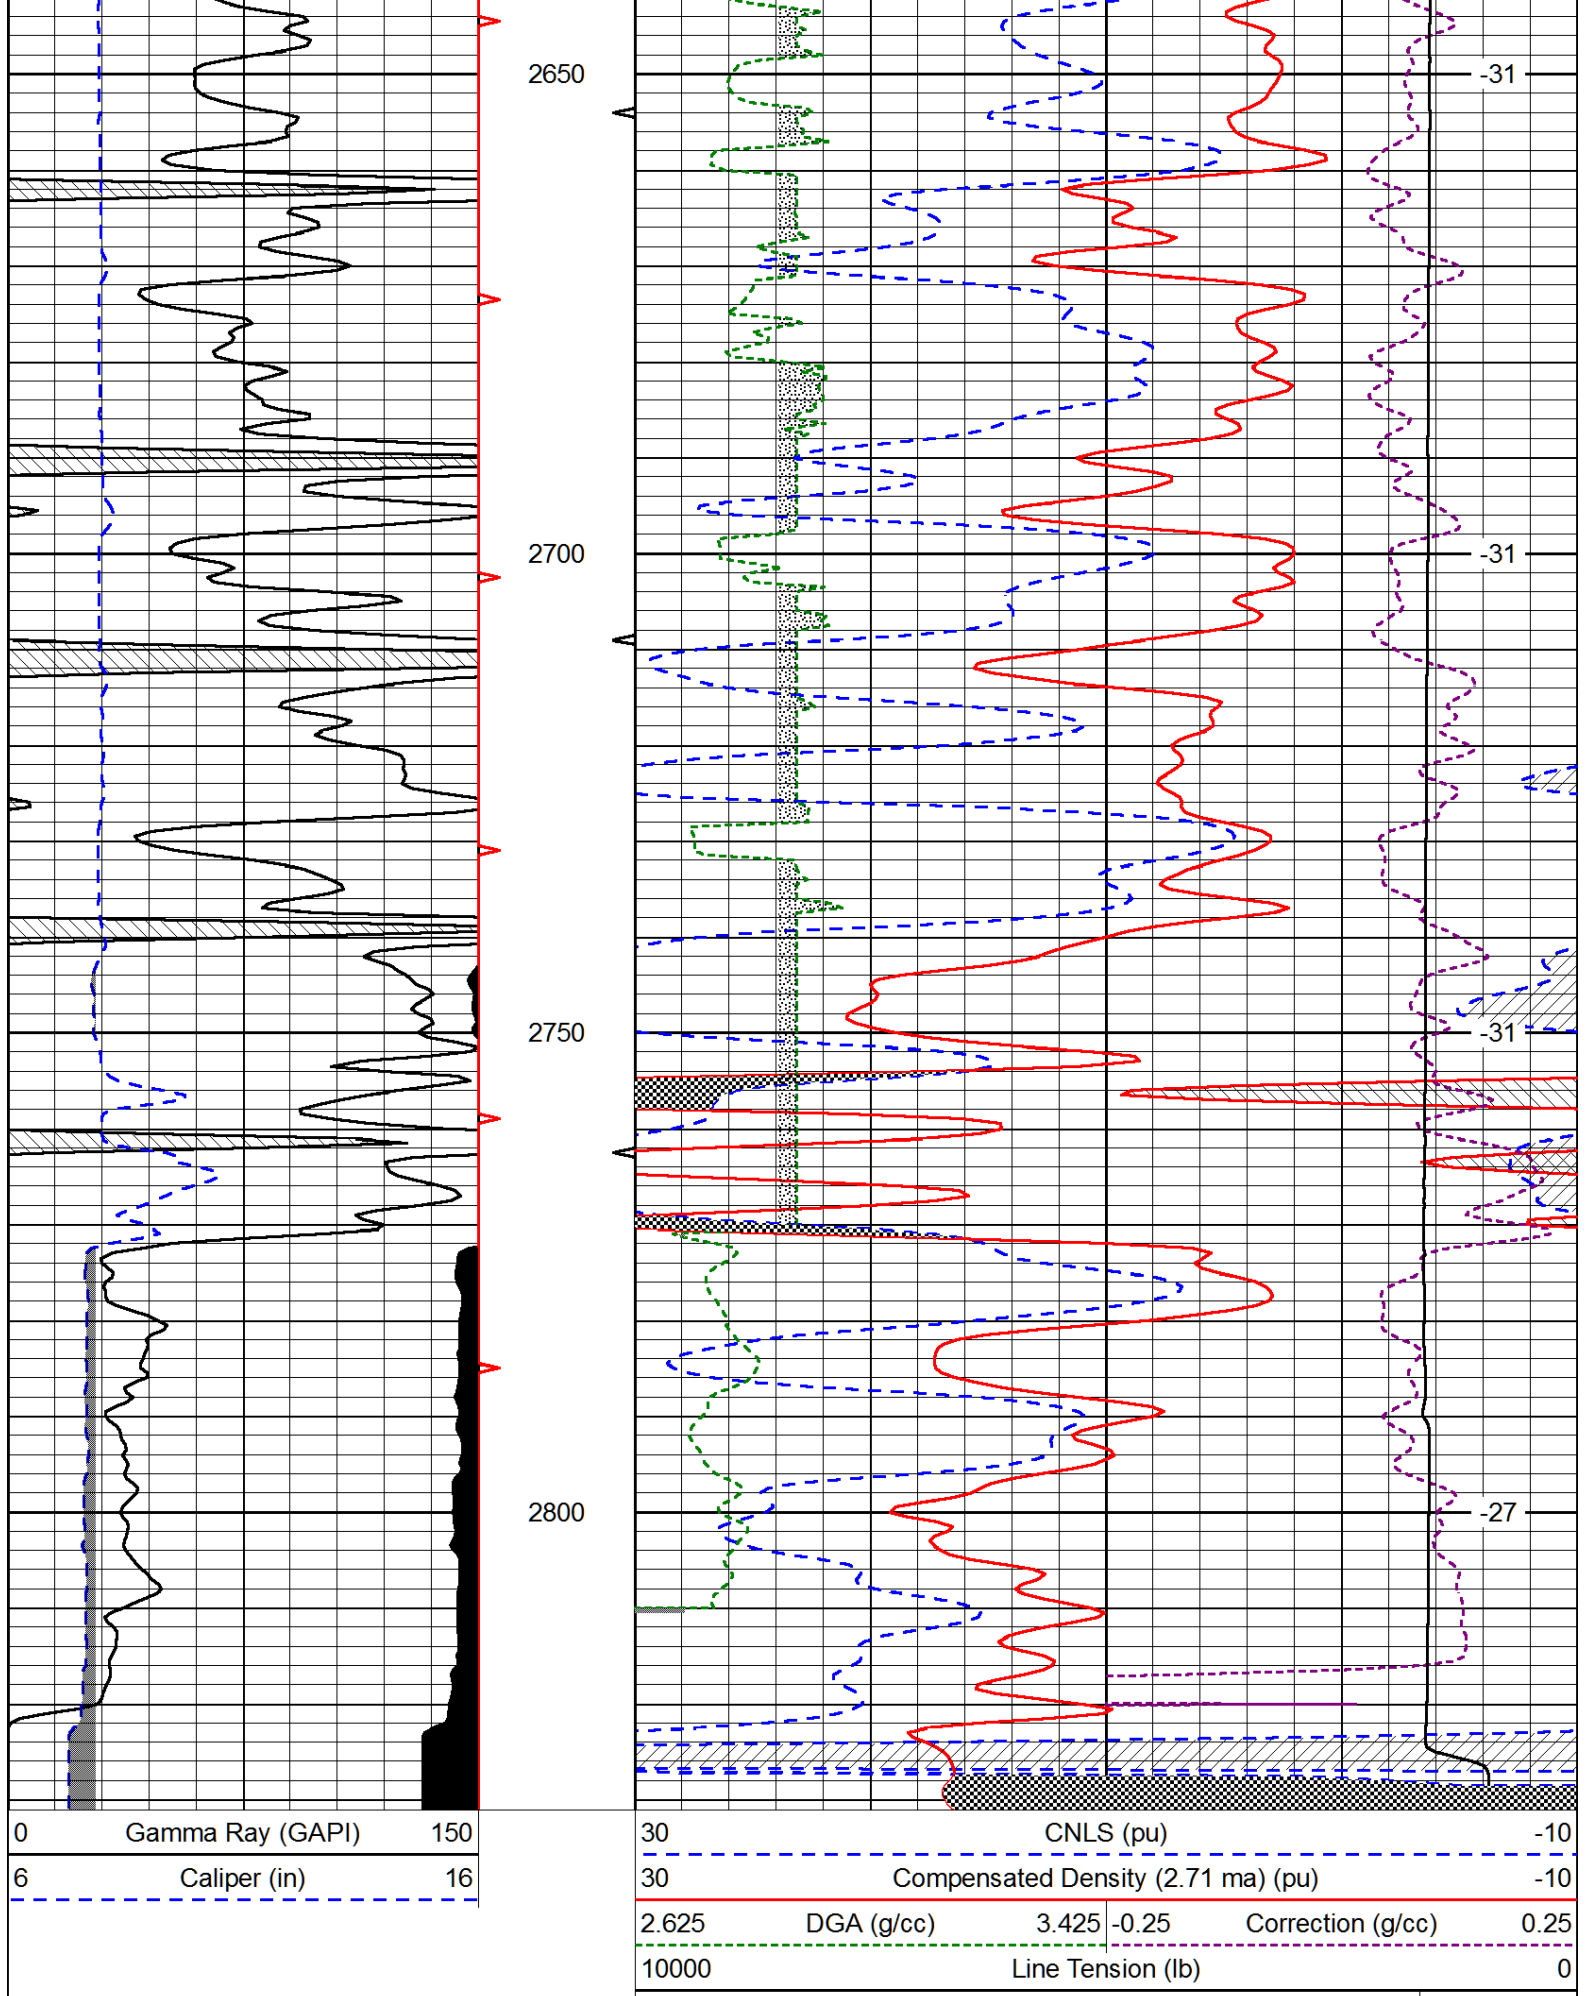 2650 -31
2700 -31
2750 -31
2800 -27
0 Gamma Ray (GAPI) 150
6 Caliper (in) 16
30 CNLS (pu) -10
30 Compensated Density (2.71 ma) (pu) -10
2.625 DGA (g/cc) 3.425 -0.25 Correction (g/cc) 0.25
10000 Line Tension (lb) 0